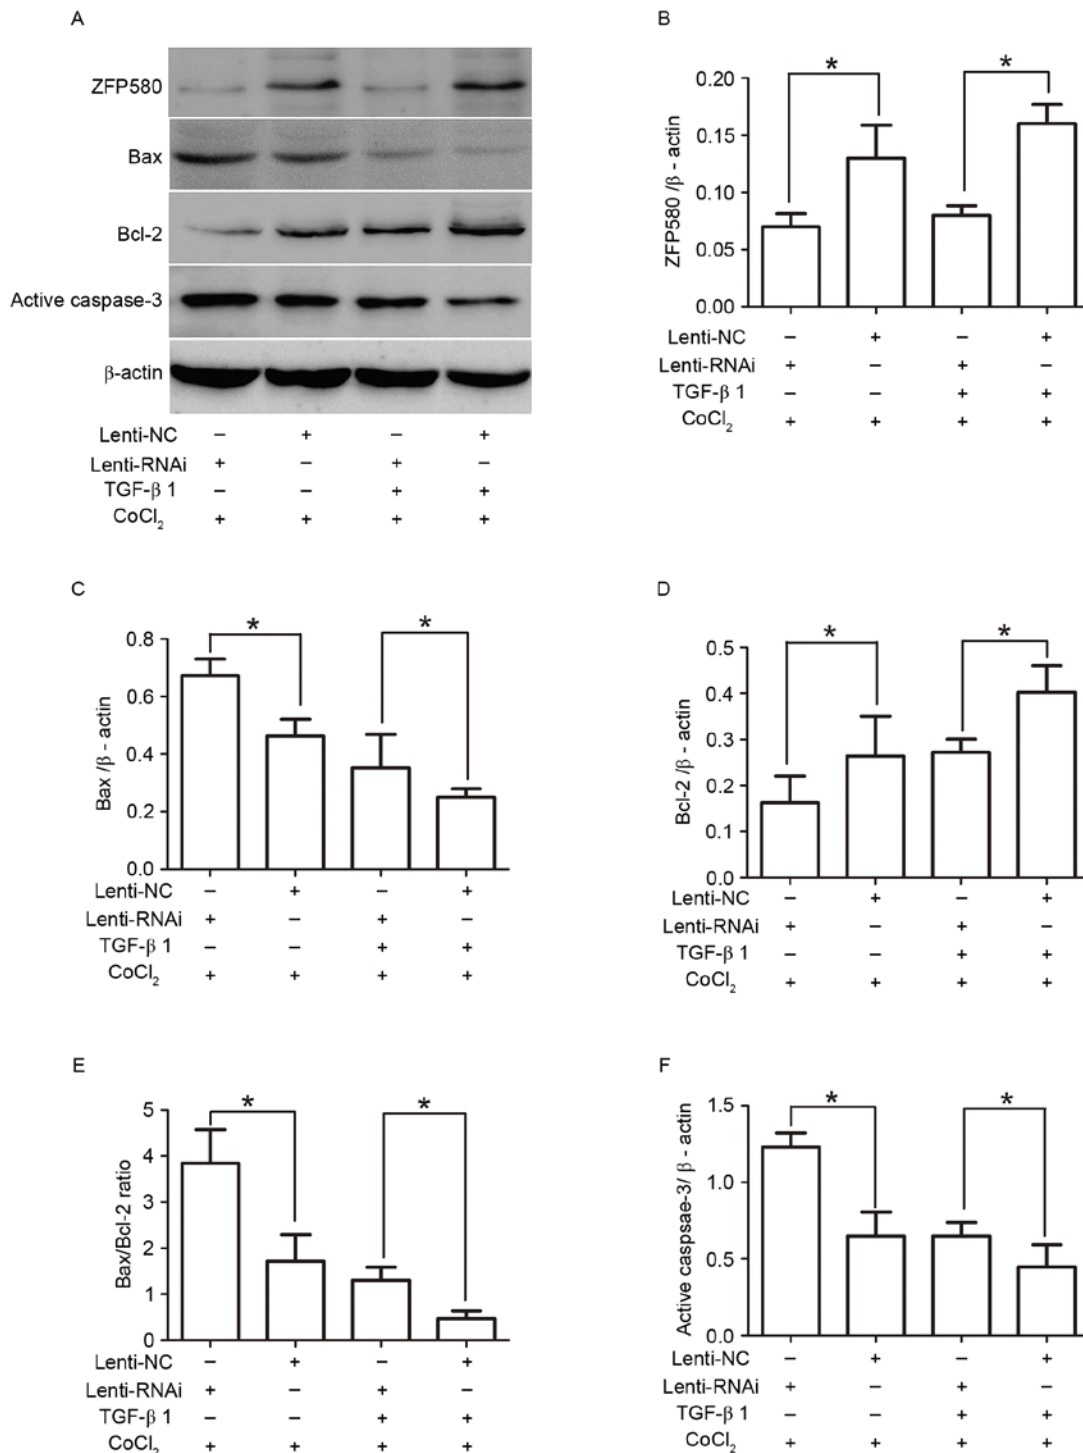 A
ZFP580
Bax
Bcl-2
Active caspase-3
β-actin
Lenti-NC – + – +
Lenti-RNAi + – + –
TGF-β 1 – – + +
CoCl2 + + + +
B
* *
ZFP580 /β - actin
0.20
0.15
0.10
0.05
0.00
Lenti-NC – + – +
Lenti-RNAi + – + –
TGF-β 1 – – + +
CoCl2 + + + +
C
* *
Bax /β - actin
0.8
0.6
0.4
0.2
0.0
Lenti-NC – + – +
Lenti-RNAi + – + –
TGF-β 1 – – + +
CoCl2 + + + +
D
* *
Bcl-2 /β - actin
0.5
0.4
0.3
0.2
0.1
0.0
Lenti-NC – + – +
Lenti-RNAi + – + –
TGF-β 1 – – + +
CoCl2 + + + +
E
* *
Bax/Bcl-2 ratio
5
4
3
2
1
0
Lenti-NC – + – +
Lenti-RNAi + – + –
TGF-β 1 – – + +
CoCl2 + + + +
F
* *
Active caspsae-3/ β - actin
1.5
1.0
0.5
0.0
Lenti-NC – + – +
Lenti-RNAi + – + –
TGF-β 1 – – + +
CoCl2 + + + +